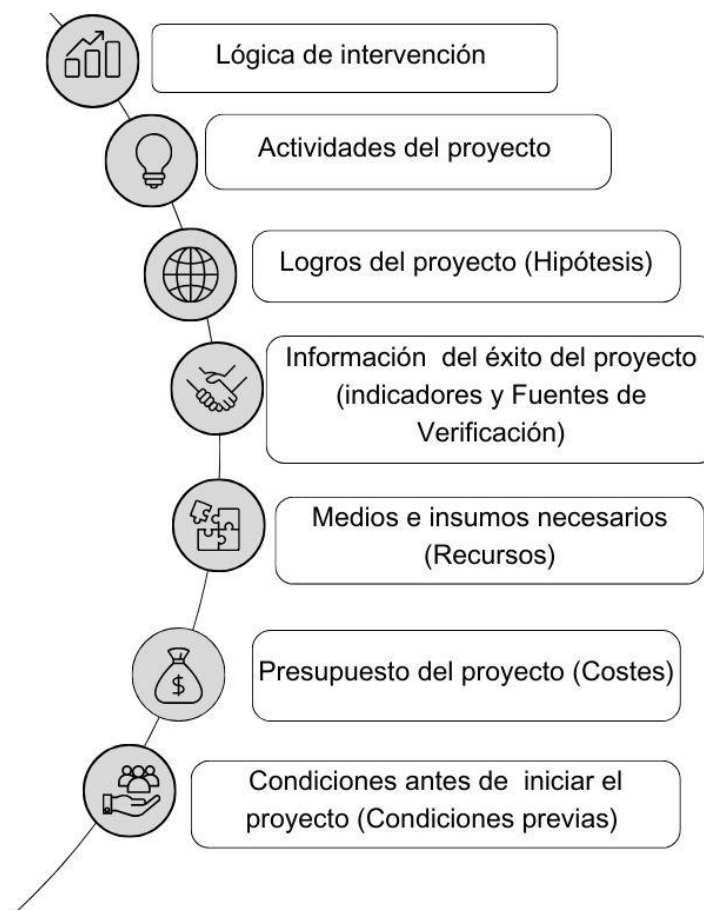 Lógica de intervención
Actividades del proyecto
Logros del proyecto (Hipótesis)
Információn del éxito del proyecto
(indicadores y Fuentes de
Verificación)
Medios e insumos necesarios
(Recursos)
$
Presupuesto del proyecto (Costes)
Condiciones antes de iniciar el
proyecto (Condiciones previas)